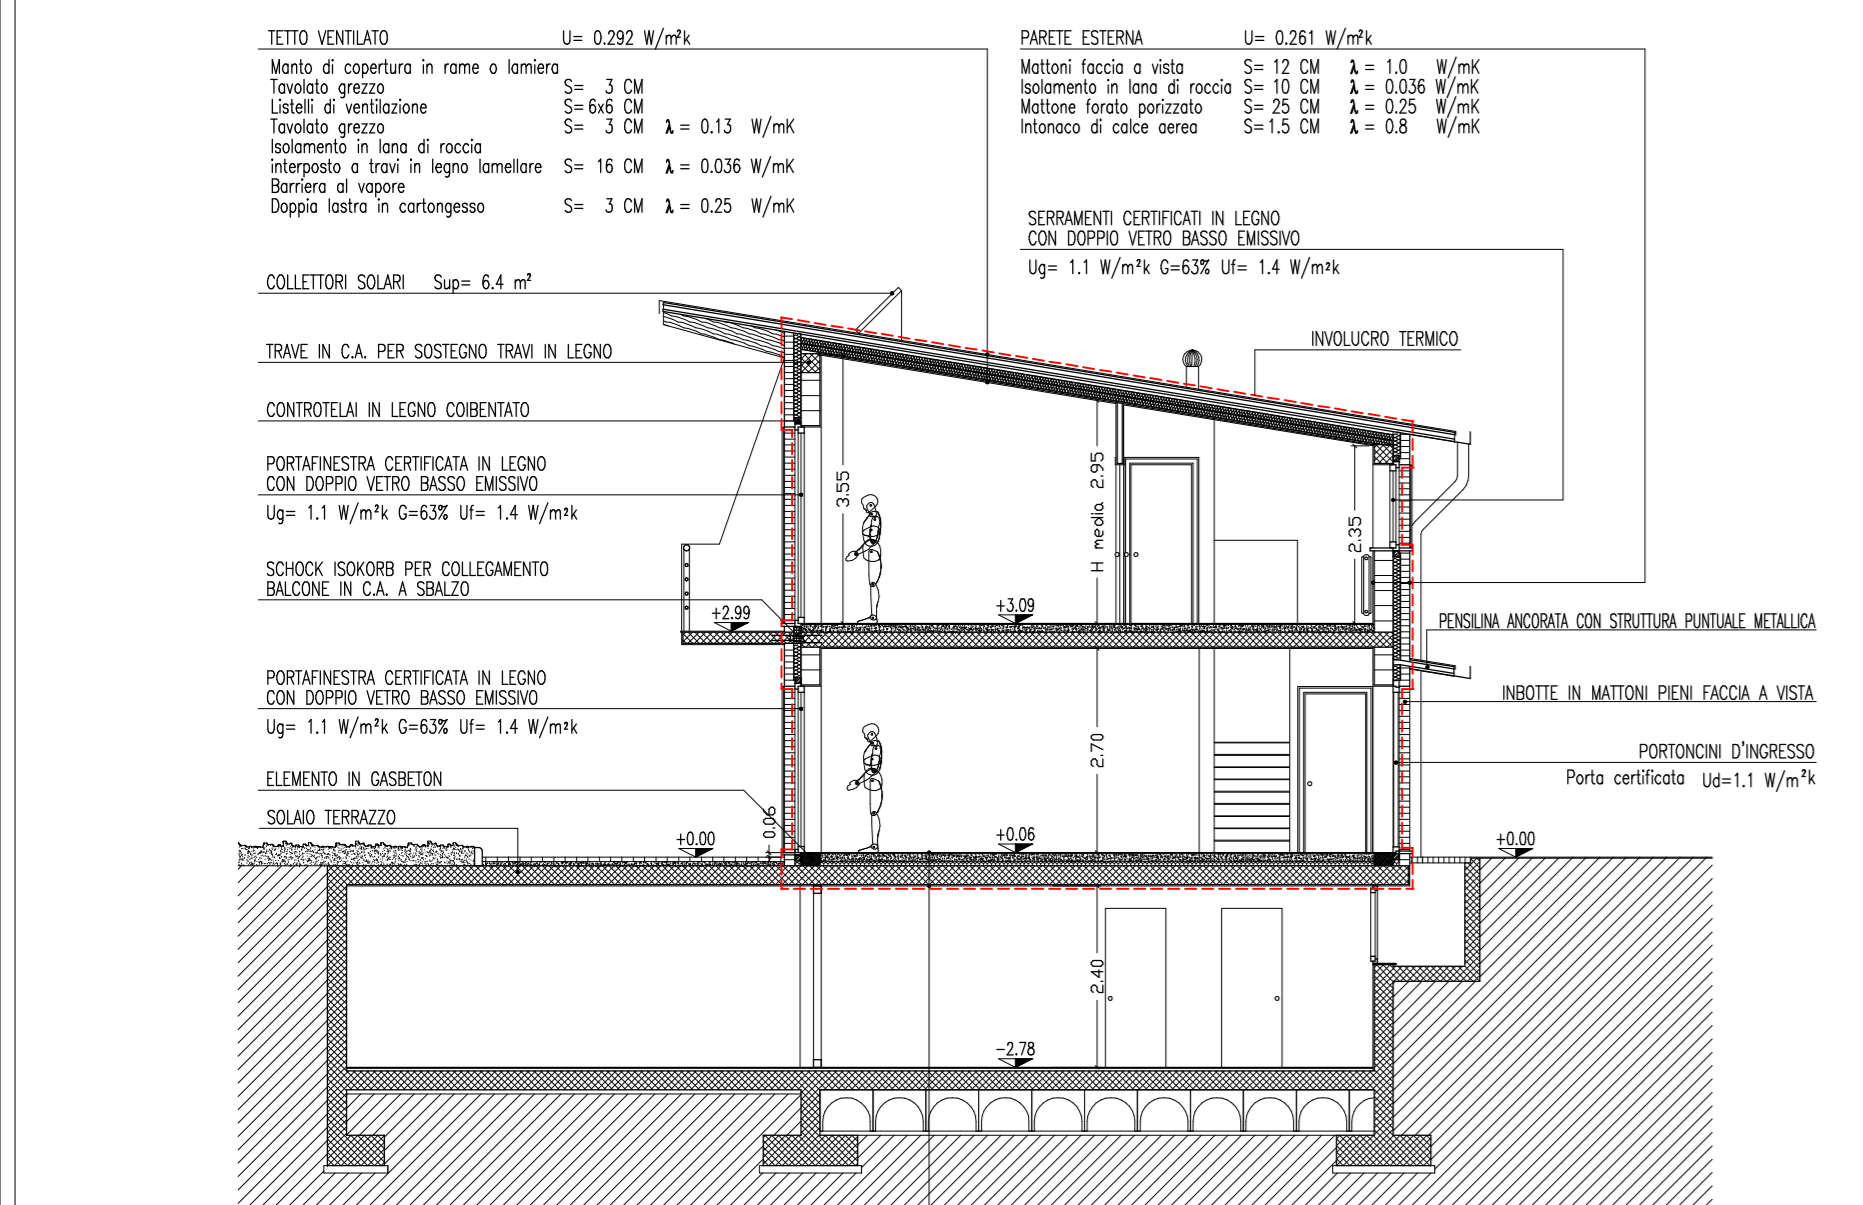 TETTO VENTILATO U= 0.292 W/m²k
Manto di copertura in rame o lamiera
Tavolato grezzo S= 3 CM
Listelli di ventilazione S= 6x6 CM
Tavolato grezzo S= 3 CM λ = 0.13 W/mK
Isolamento in lana di roccia
interposto a travi in legno lamellare S= 16 CM λ = 0.036 W/mK
Barriera al vapore
Doppia lastra in cartongesso S= 3 CM λ = 0.25 W/mK
PARETE ESTERNA U= 0.261 W/m²k
Mattoni faccia a vista S= 12 CM λ = 1.0 W/mK
Isolamento in lana di roccia S= 10 CM λ = 0.036 W/mK
Mattone forato porizzato S= 25 CM λ = 0.25 W/mK
Intonaco di calce aerea S= 1.5 CM λ = 0.8 W/mK
SERRAMENTI CERTIFICATI IN LEGNO
CON DOPPIO VETRO BASSO EMISSIVO
Ug= 1.1 W/m²k G=63% Uf= 1.4 W/m²k
COLLETTORI SOLARI Sup= 6.4 m²
INVOLUCRO TERMICO
TRAVE IN C.A. PER SOSTEGNO TRAVI IN LEGNO
CONTROTELAI IN LEGNO COIBENTATO
PORTAFINESTRA CERTIFICATA IN LEGNO
CON DOPPIO VETRO BASSO EMISSIVO
Ug= 1.1 W/m²k G=63% Uf= 1.4 W/m²k
3.55
H media 2.95
2.35
SCHOCK ISOKORB PER COLLEGAMENTO
BALCONE IN C.A. A SBALZO
+2.99
+3.09
PENSILINA ANCORATA CON STRUTTURA PUNTUALE METALLICA
PORTAFINESTRA CERTIFICATA IN LEGNO
CON DOPPIO VETRO BASSO EMISSIVO
Ug= 1.1 W/m²k G=63% Uf= 1.4 W/m²k
INBOTTE IN MATTONI PIENI FACCIA A VISTA
2.70
PORTONCINI D'INGRESSO
Porta certificata Ud=1.1 W/m²k
ELEMENTO IN GASBETON
SOLAIO TERRAZZO
0.06
+0.00
+0.06
+0.00
2.40
-2.78